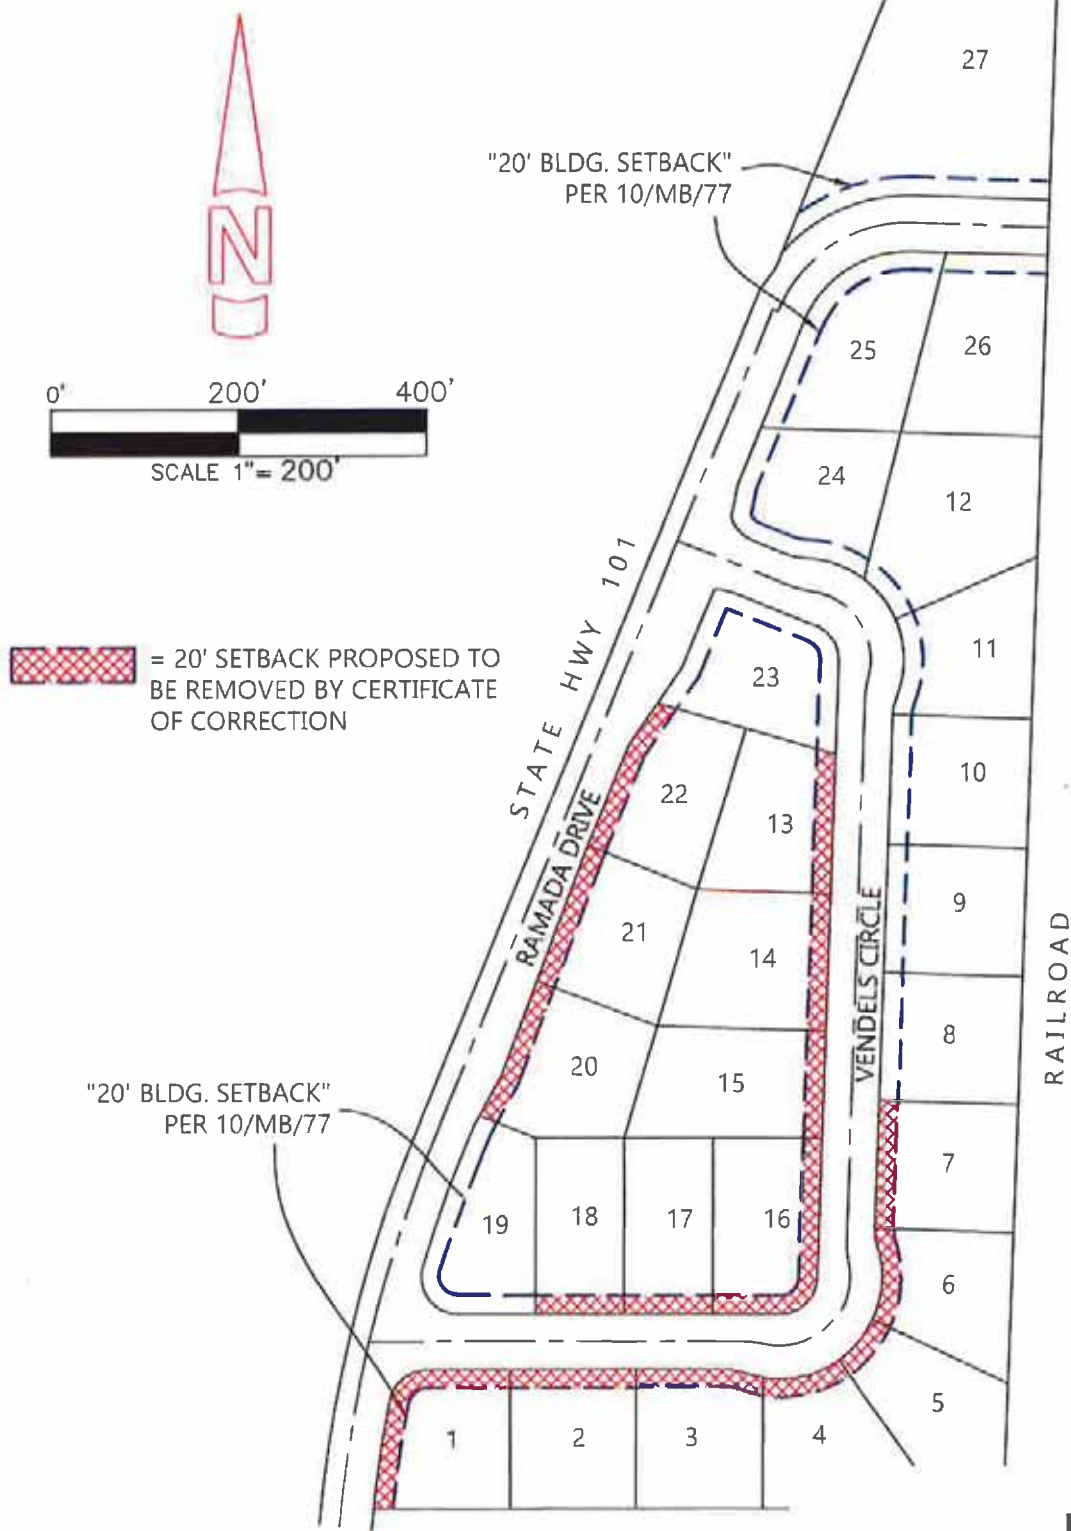 27
"20' BLDG. SETBACK"
PER 10/MB/77
N
25
26
0' 200' 400'
SCALE 1"= 200'
24
12
STATE HWY 101
11
= 20' SETBACK PROPOSED TO
BE REMOVED BY CERTIFICATE
OF CORRECTION
23
10
22
13
RAMADA DRIVE
9
21
14
VENDELS CIRCLE
RAILROAD
8
20
15
"20' BLDG. SETBACK"
PER 10/MB/77
7
19
18
17
16
6
5
1
2
3
4